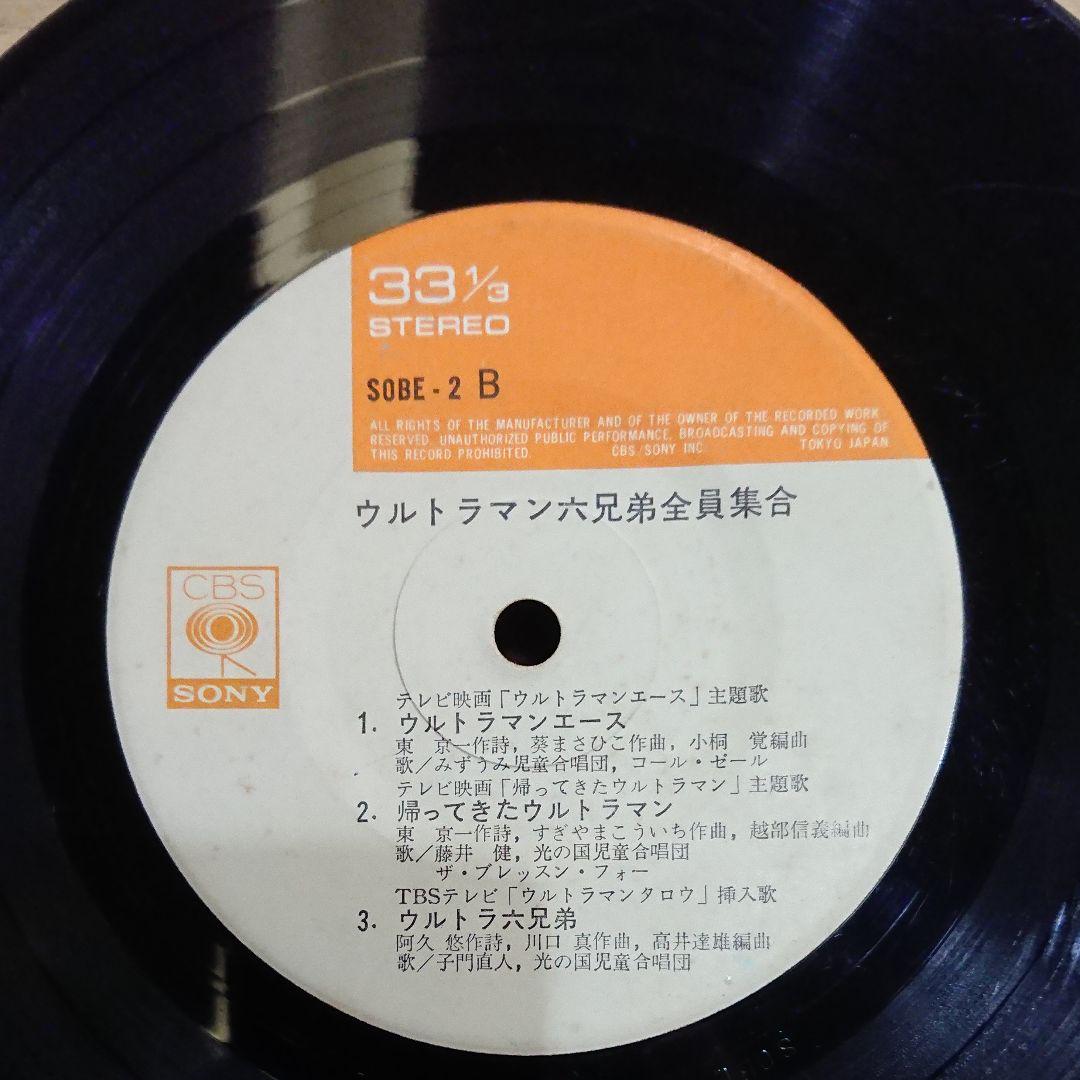 33 1/3
STEREO
SOBE - 2 B
ALL RIGHTS OF THE MANUFACTURER AND OF THE OWNER OF THE RECORDED WORK
RESERVED. UNAUTHORIZED PUBLIC PERFORMANCE, BROADCASTING AND COPYING OF
THIS RECORD PROHIBITED. CBS/SONY INC. TOKYO JAPAN
ウルトラマン六兄弟全員集合
CBS
SONY
テレビ映画「ウルトラマンエース」主題歌
1. ウルトラマンエース
東 京一作詩, 葵まさひこ作曲, 小桐 覚編曲
歌/みずうみ児童合唱団, コール・ゼール
テレビ映画「帰ってきたウルトラマン」主題歌
2. 帰ってきたウルトラマン
東 京一作詩, すぎやまこういち作曲, 越部信義編曲
歌/藤井 健, 光の国児童合唱団
ザ・ブレッスン・フォー
TBSテレビ「ウルトラマンタロウ」挿入歌
3. ウルトラ六兄弟
阿久 悠作詩, 川口 真作曲, 高井達雄編曲
歌/子門直人, 光の国児童合唱団